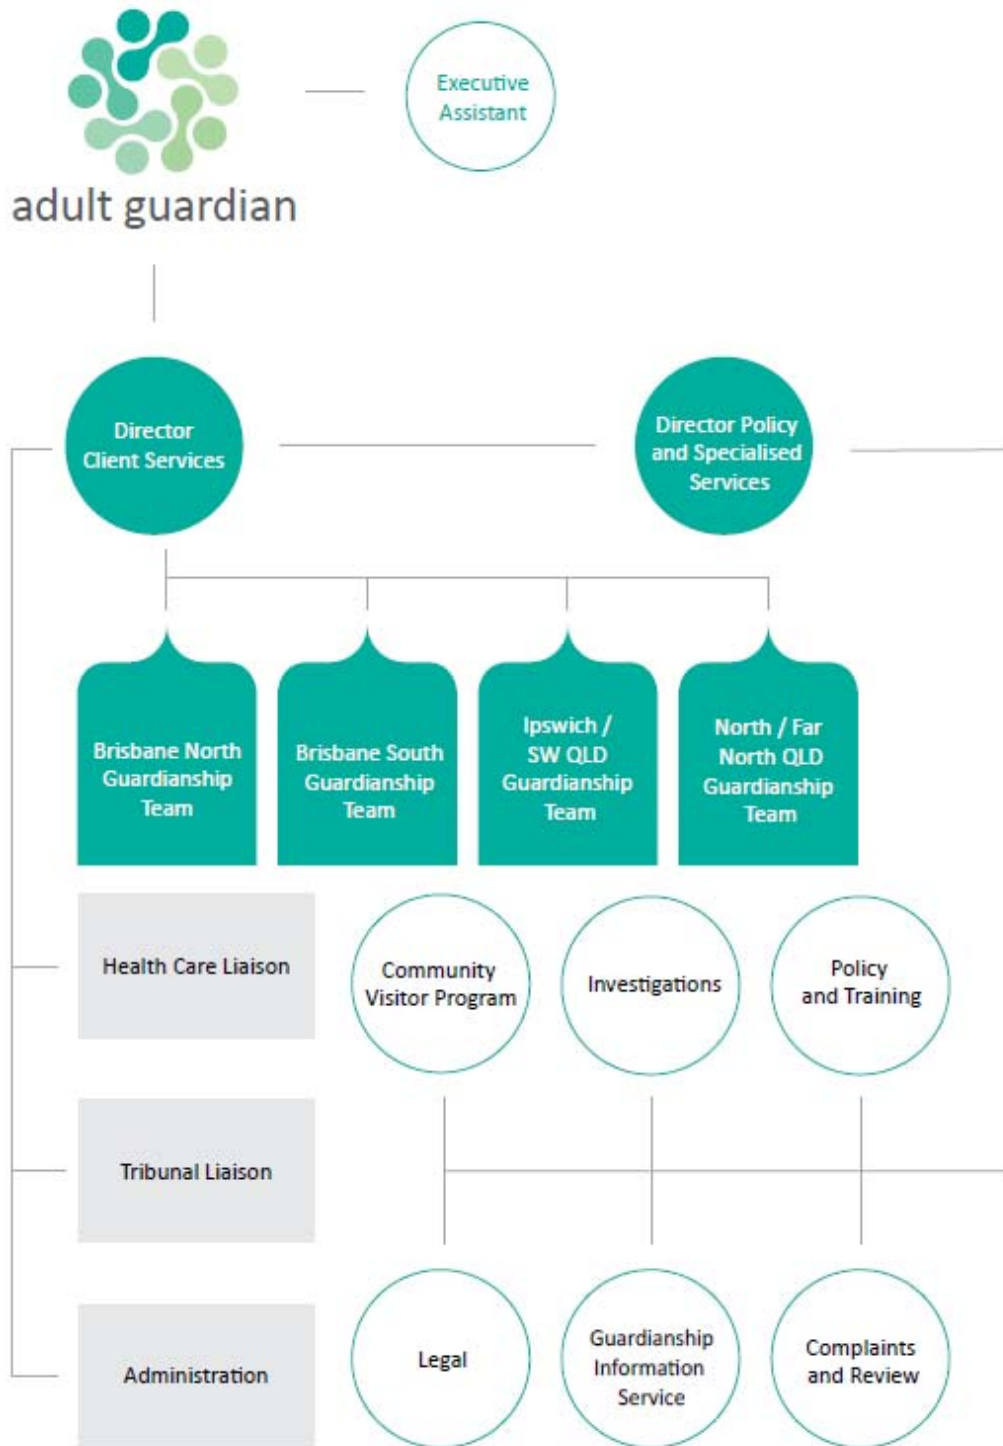 Executive
Assistant
adult guardian
Director
Client Services
Director Policy
and Specialised
Services
Brisbane North
Guardianship
Team
Brisbane South
Guardianship
Team
Ipswich /
SW QLD
Guardianship
Team
North / Far
North QLD
Guardianship
Team
Health Care Liaison
Community
Visitor Program
Investigations
Policy
and Training
Tribunal Liaison
Administration
Legal
Guardianship
Information
Service
Complaints
and Review